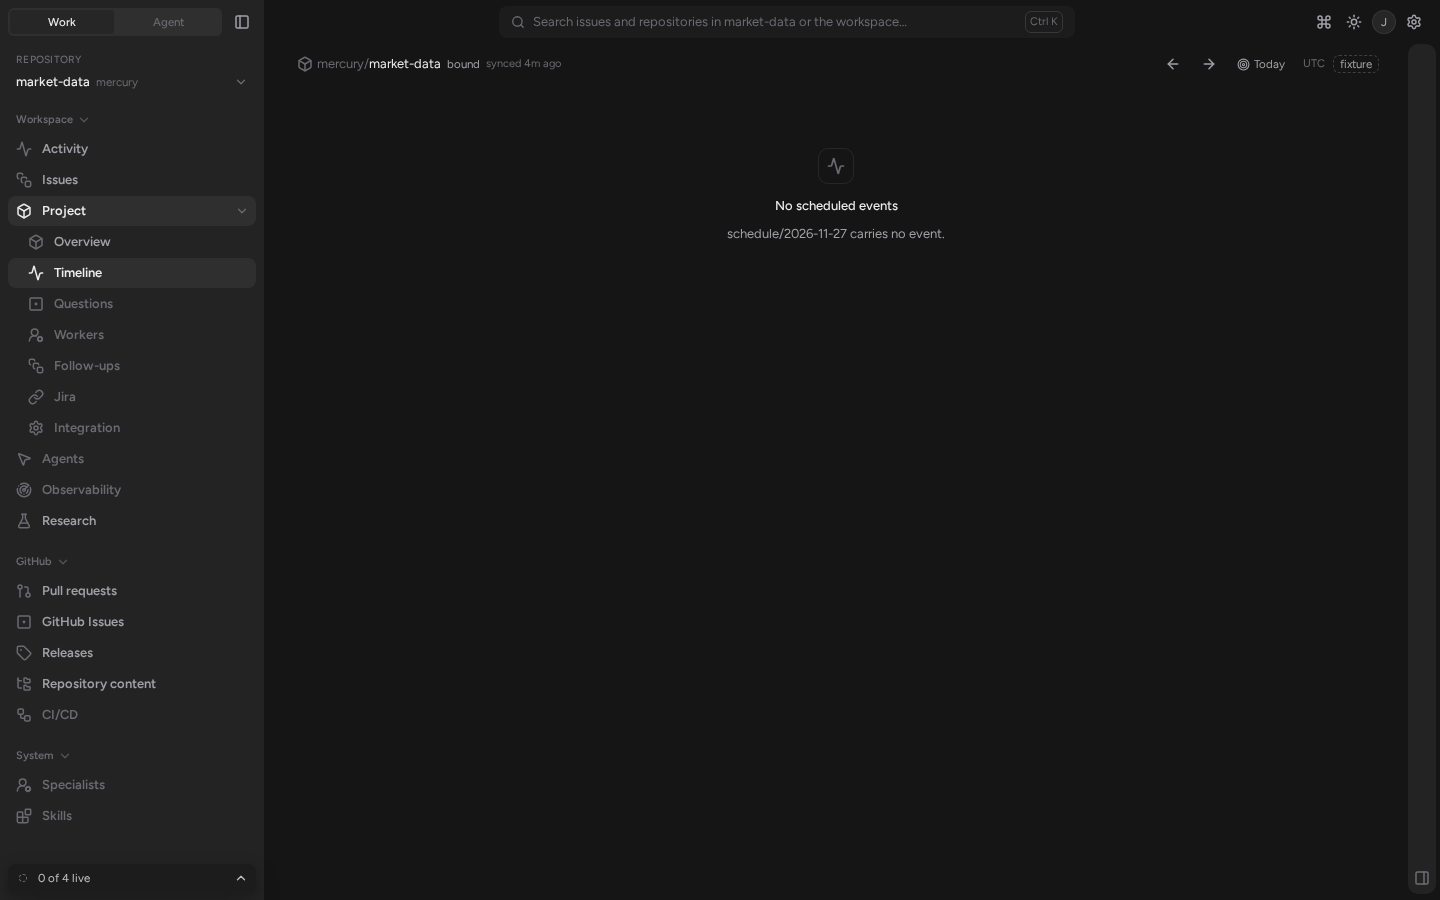 Work
Agent
Search issues and repositories in market-data or the workspace...
Ctrl K
J
REPOSITORY
market-data mercury
mercury/market-data bound synced 4m ago
Today
UTC
fixture
Workspace
Activity
Issues
Project
Overview
Timeline
Questions
Workers
Follow-ups
Jira
Integration
Agents
Observability
Research
GitHub
Pull requests
GitHub Issues
Releases
Repository content
CI/CD
System
Specialists
Skills
0 of 4 live
No scheduled events
schedule/2026-11-27 carries no event.